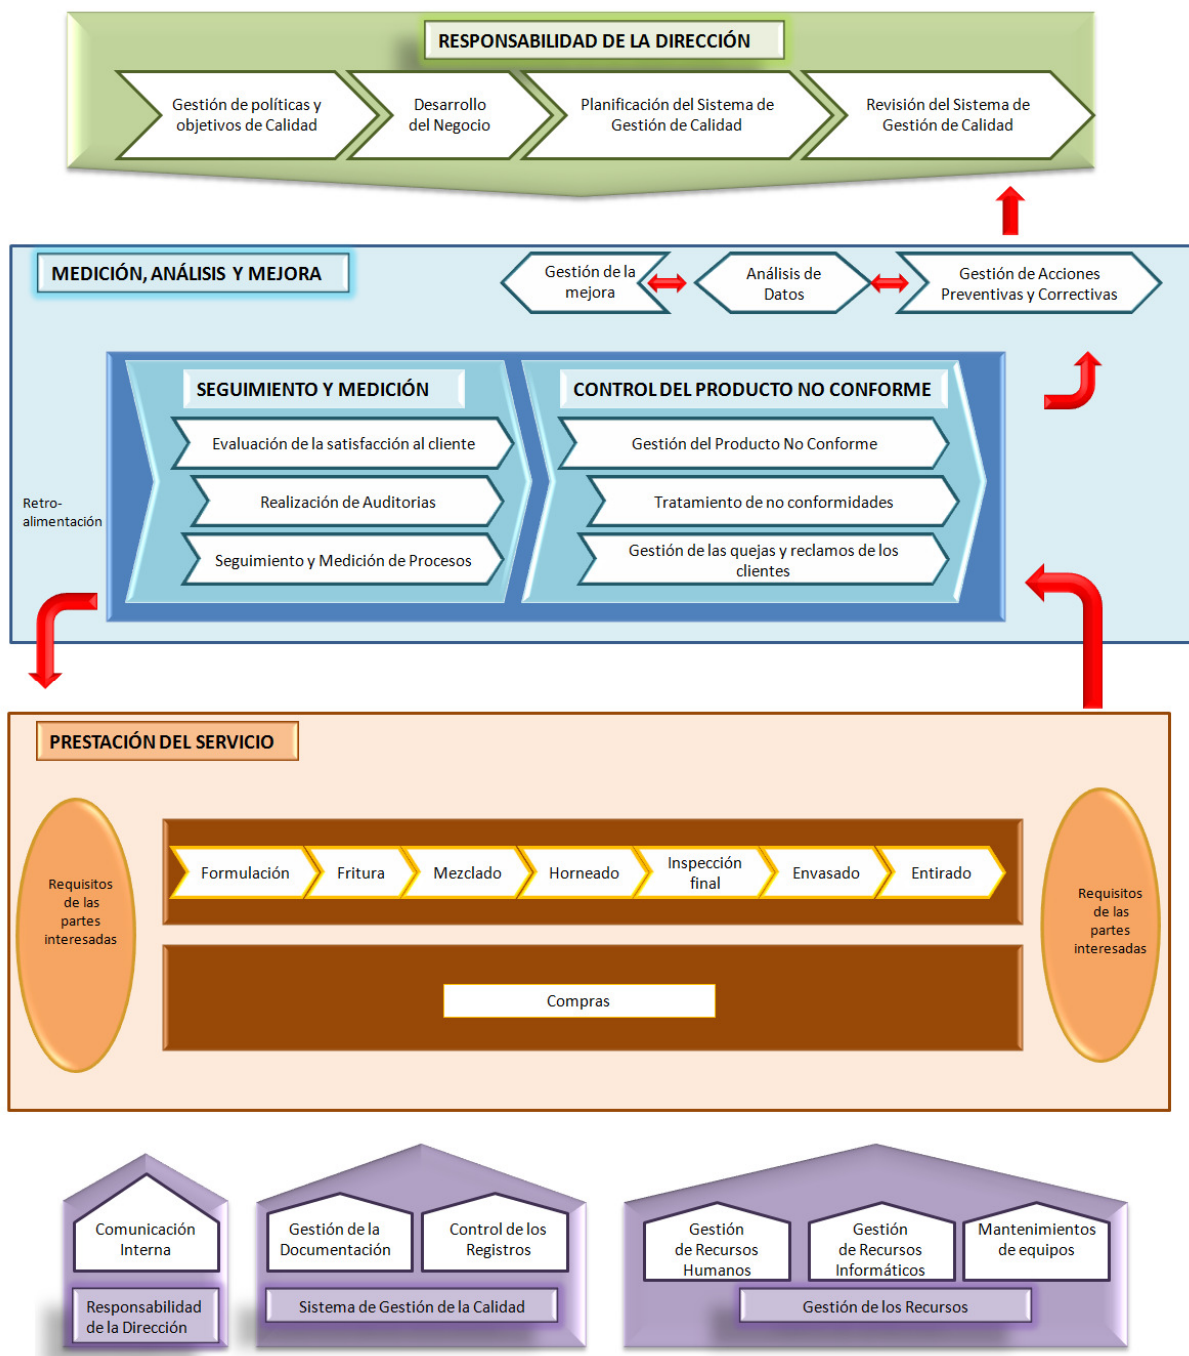 RESPONSABILIDAD DE LA DIRECCIÓN
Gestión de políticas y
objetivos de Calidad
Desarrollo
del Negocio
Planificación del Sistema de
Gestión de Calidad
Revisión del Sistema de
Gestión de Calidad
MEDICIÓN, ANÁLISIS Y MEJORA
Gestión de la
mejora
Análisis de
Datos
Gestión de Acciones
Preventivas y Correctivas
SEGUIMIENTO Y MEDICIÓN
Evaluación de la satisfacción al cliente
Realización de Auditorias
Seguimiento y Medición de Procesos
CONTROL DEL PRODUCTO NO CONFORME
Gestión del Producto No Conforme
Tratamiento de no conformidades
Gestión de las quejas y reclamos de los
clientes
Retro-
alimentación
PRESTACIÓN DEL SERVICIO
Requisitos
de las
partes
interesadas
Formulación
Fritura
Mezclado
Horneado
Inspección
final
Envasado
Entirado
Compras
Requisitos
de las
partes
interesadas
Comunicación
Interna
Responsabilidad
de la Dirección
Gestión de la
Documentación
Control de los
Registros
Sistema de Gestión de la Calidad
Gestión
de Recursos
Humanos
Gestión
de Recursos
Informáticos
Mantenimientos
de equipos
Gestión de los Recursos